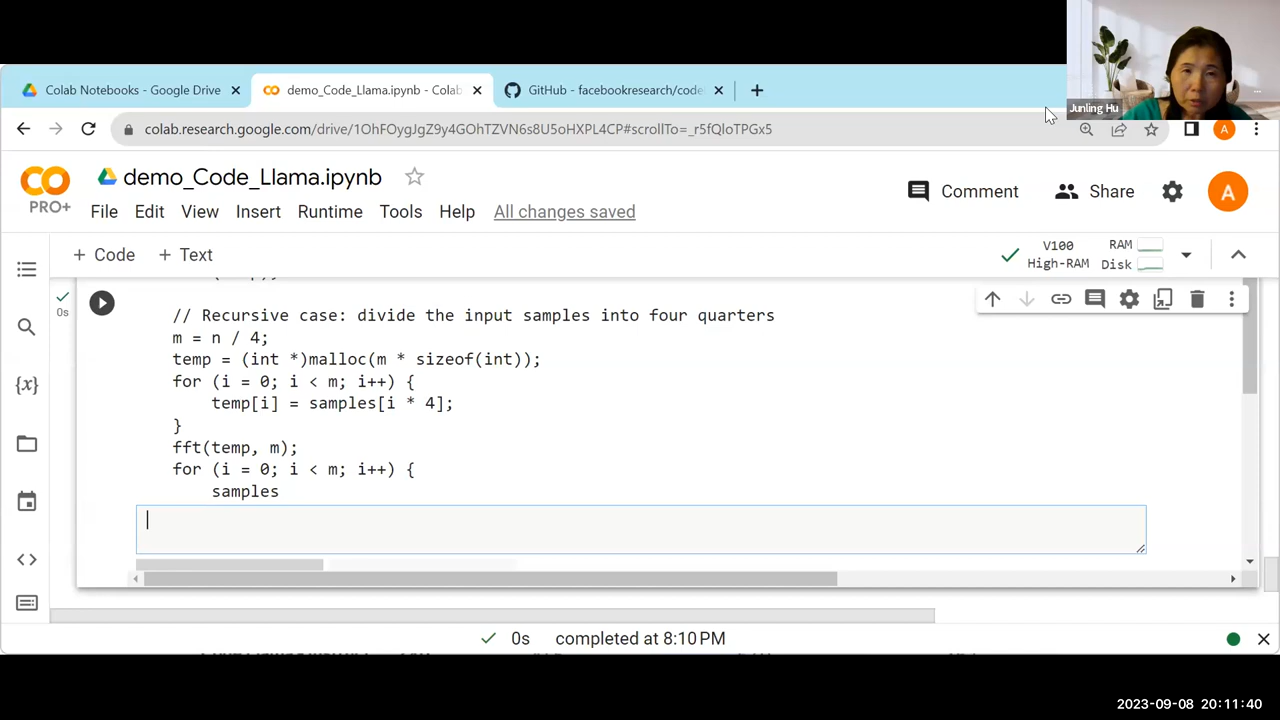 Junling Hu
Colab Notebooks - Google Drive
demo_Code_Llama.ipynb - Colab
GitHub - facebookresearch/code
colab.research.google.com/drive/1OhFOygJgZ9yAGOhTZVN6s8U5oHXPL4CP#scrollTo=_r5fQloTPGx5
A
CO
PRO+
demo_Code_Llama.ipynb
File Edit View Insert Runtime Tools Help All changes saved
Comment
Share
A
+ Code + Text
V100
High-RAM
RAM
Disk
0s
// Recursive case: divide the input samples into four quarters
m = n / 4;
temp = (int *)malloc(m * sizeof(int));
for (i = 0; i < m; i++) {
temp[i] = samples[i * 4];
}
fft(temp, m);
for (i = 0; i < m; i++) {
samples
{x}
<>
0s completed at 8:10 PM
2023-09-08 20:11:40